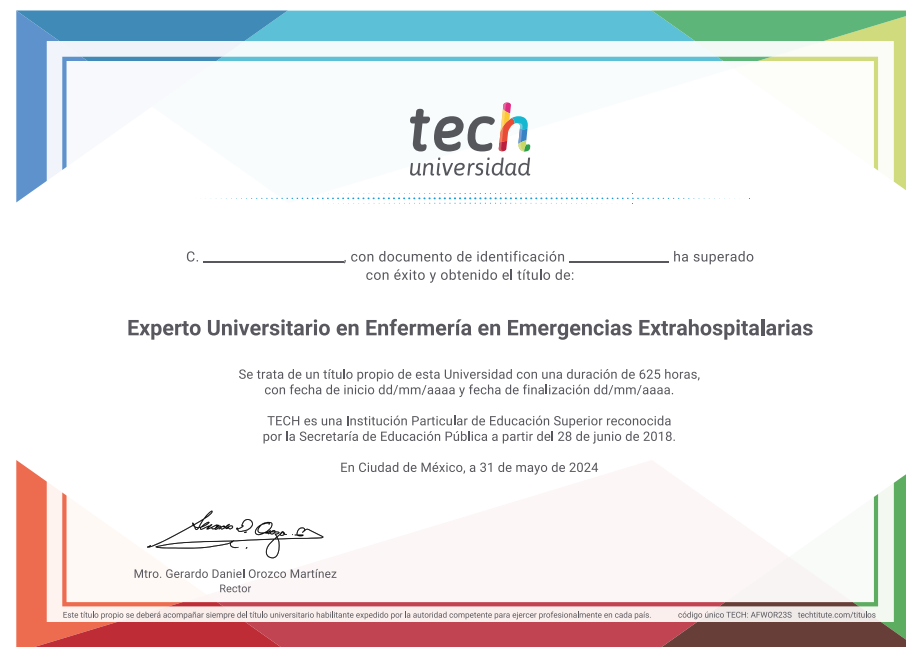 tech
universidad
C. ____________, con documento de identificación ____________ ha superado
con éxito y obtenido el título de:
Experto Universitario en Enfermería en Emergencias Extrahospitalarias
Se trata de un título propio de esta Universidad con una duración de 625 horas,
con fecha de inicio dd/mm/aaaa y fecha de finalización dd/mm/aaaa.
TECH es una Institución Particular de Educación Superior reconocida
por la Secretaría de Educación Pública a partir del 28 de junio de 2018.
En Ciudad de México, a 31 de mayo de 2024
Mtro. Gerardo Daniel Orozco Martínez
Rector
Este título propio se deberá acompañar siempre del título universitario habilitante expedido por la autoridad competente para ejercer profesionalmente en cada país. código único TECH: AFWOR23S techtitute.com/titulos